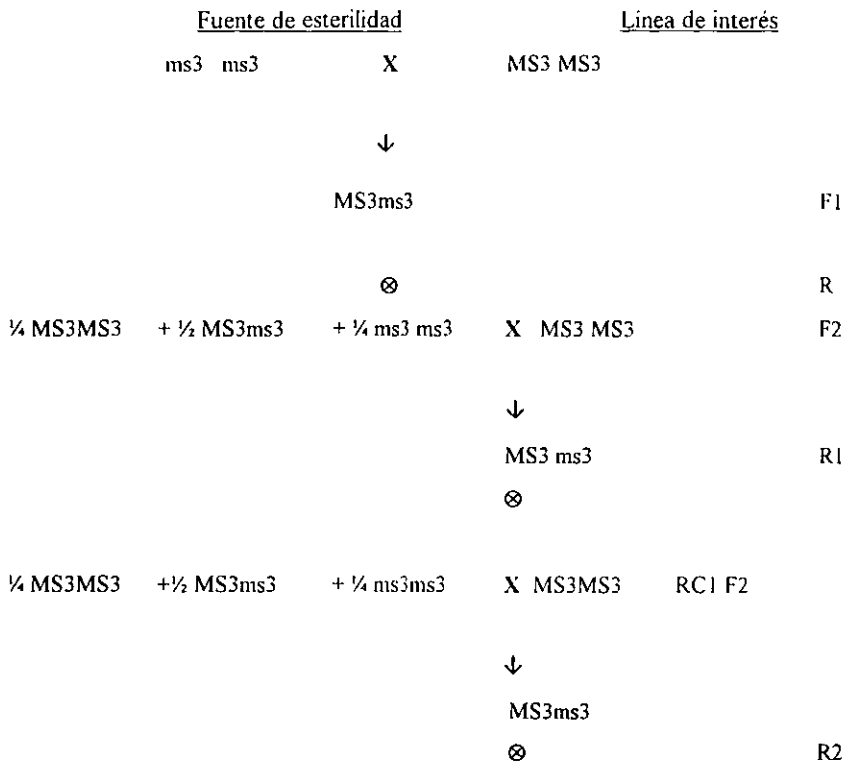 Fuente de esterilidad Línea de interés
ms3 ms3 X MS3 MS3
↓
MS3ms3 F1
⊗ R
¼ MS3MS3 + ½ MS3ms3 + ¼ ms3 ms3 X MS3 MS3 F2
↓
MS3 ms3 R1
⊗
¼ MS3MS3 +½ MS3ms3 + ¼ ms3ms3 X MS3MS3 RC1 F2
↓
MS3ms3
⊗ R2